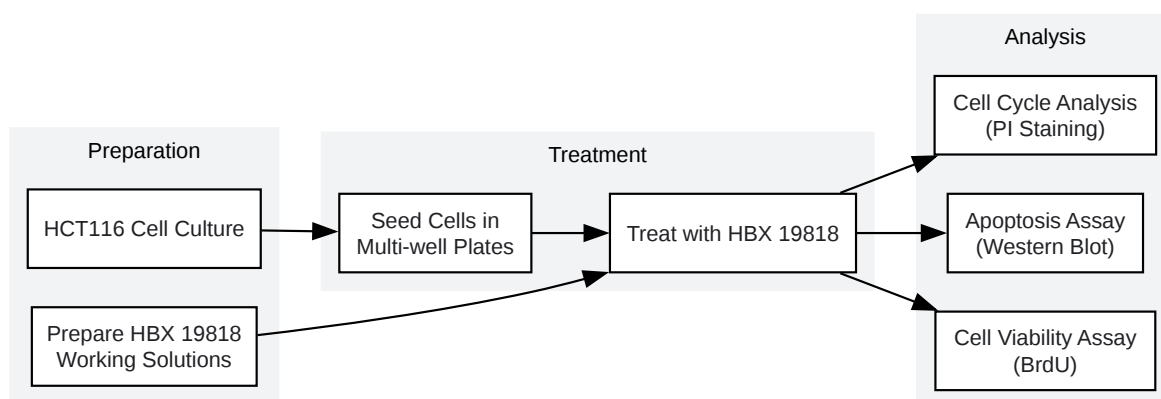 Preparation
HCT116 Cell Culture
Prepare HBX 19818
Working Solutions
Treatment
Seed Cells in
Multi-well Plates
Treat with HBX 19818
Analysis
Cell Cycle Analysis
(PI Staining)
Apoptosis Assay
(Western Blot)
Cell Viability Assay
(BrdU)